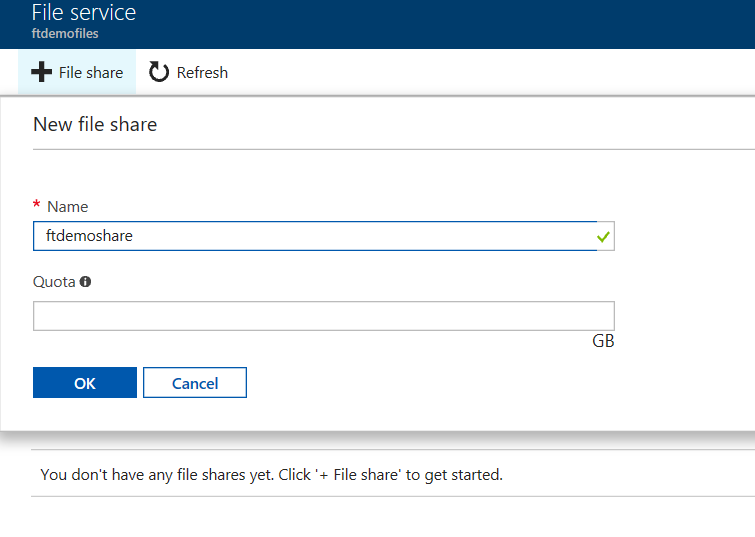 File service
ftdemofiles
File share Refresh
New file share
* Name
ftdemoshare
Quota
GB
OK Cancel
You don't have any file shares yet. Click '+ File share' to get started.